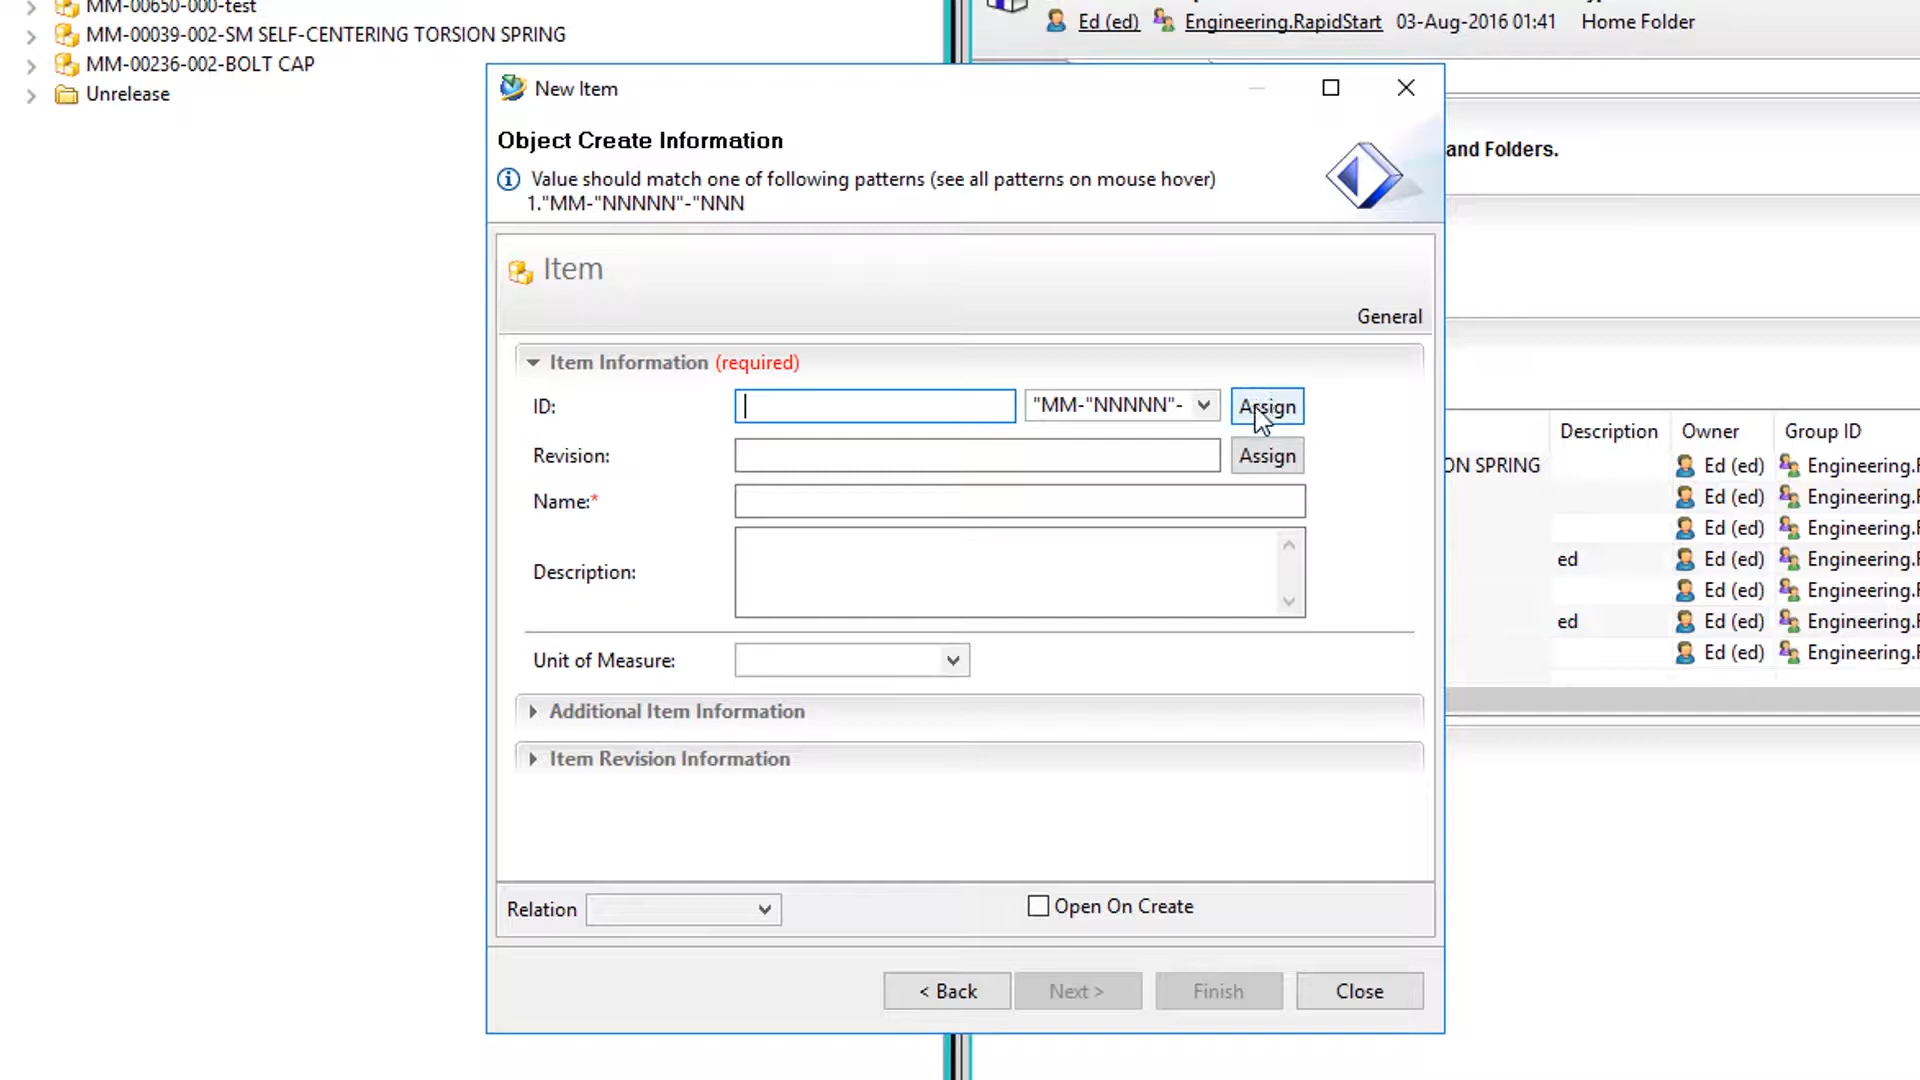 MM-00650-000-test
MM-00039-002-SM SELF-CENTERING TORSION SPRING
MM-00236-002-BOLT CAP
Unrelease
Ed (ed) Engineering.RapidStart 03-Aug-2016 01:41 Home Folder
New Item
Object Create Information
Value should match one of following patterns (see all patterns on mouse hover)
1."MM-"NNNNN"-"NNN
and Folders.
Item
General
Item Information (required)
ID: "MM-"NNNNN"- Assign
Revision: Assign
Name:*
Description:
Unit of Measure:
Additional Item Information
Item Revision Information
Relation Open On Create
< Back Next > Finish Close
Description Owner Group ID
ON SPRING Ed (ed) Engineering.F
Ed (ed) Engineering.F
Ed (ed) Engineering.F
ed Ed (ed) Engineering.F
Ed (ed) Engineering.F
ed Ed (ed) Engineering.F
Ed (ed) Engineering.F